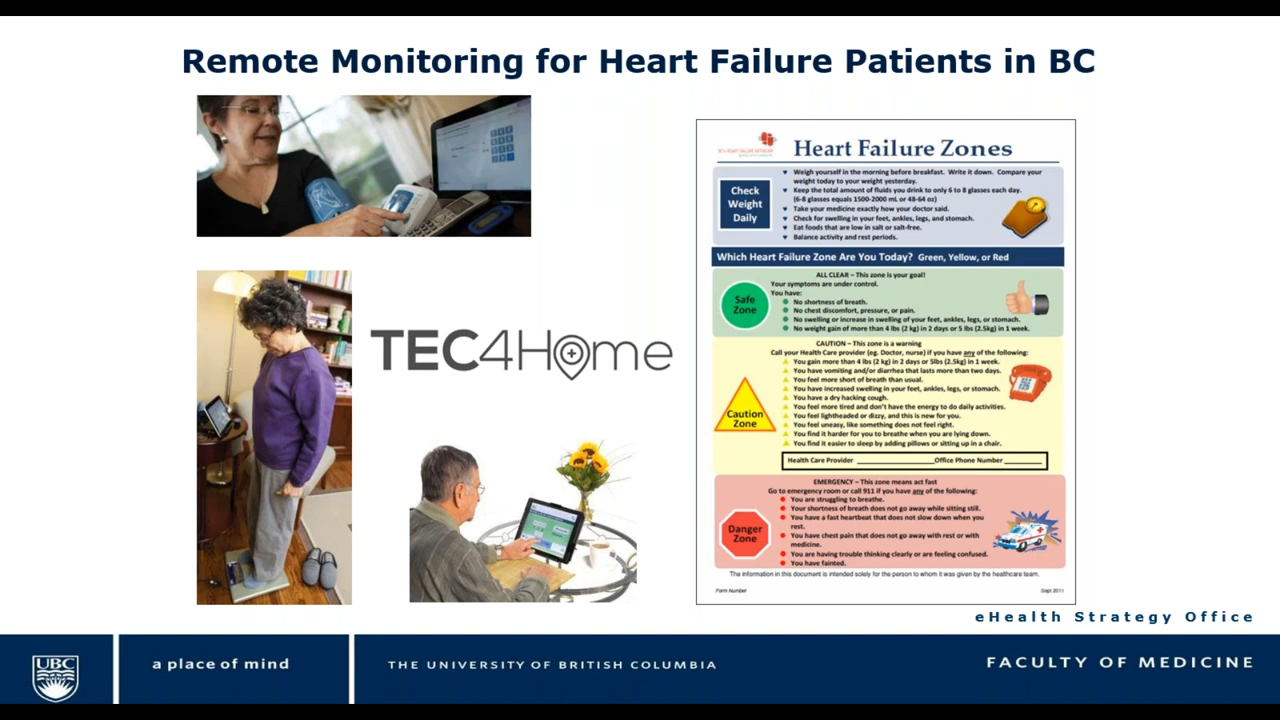 Remote Monitoring for Heart Failure Patients in BC
TEC4Home
Heart Failure Zones
Check
Weight
Daily
Weigh yourself in the morning before breakfast. Write it down. Compare your
weight today to your weight yesterday.
Keep the total amount of fluids you drink to only 6 to 8 glasses each day.
(6-8 glasses equals 1500-2000 mL or 48-64 oz)
Take your medicine exactly how your doctor said.
Check for swelling in your feet, ankles, legs, and stomach.
Eat foods that are low in salt or salt-free.
Balance activity and rest periods.
Which Heart Failure Zone Are You Today? Green, Yellow, or Red
Safe
Zone
ALL CLEAR – This zone is your goal!
Your symptoms are under control.
You have:
No shortness of breath.
No chest discomfort, pressure, or pain.
No swelling or increase in swelling of your feet, ankles, legs, or stomach.
No weight gain of more than 4 lbs (2 kg) in 2 days or 5 lbs (2.5kg) in 1 week.
Caution
Zone
CAUTION – This zone is a warning
Call your Health Care provider (eg. Doctor, nurse) if you have any of the following:
You gain more than 4 lbs (2 kg) in 2 days or 5lbs (2.5kg) in 1 week.
You have vomiting and/or diarrhea that lasts more than two days.
You feel more short of breath than usual.
You have increased swelling in your feet, ankles, legs, or stomach.
You have a dry hacking cough.
You feel more tired and don't have the energy to do daily activities.
You feel lightheaded or dizzy, and this is new for you.
You feel uneasy, like something does not feel right.
You find it harder for you to breathe when you are lying down.
You find it easier to sleep by adding pillows or sitting up in a chair.
Health Care Provider ____________________Office Phone Number __________
Danger
Zone
EMERGENCY – This zone means act fast
Go to emergency room or call 911 if you have any of the following:
You are struggling to breathe.
Your shortness of breath does not go away while sitting still.
You have a fast heartbeat that does not slow down when you
rest.
You have chest pain that does not go away with rest or with
medicine.
You are having trouble thinking clearly or are feeling confused.
You have fainted.
The information in this document is intended solely for the person to whom it was given by the healthcare team.
Form Number
Sept 2011
eHealth Strategy Office
UBC
a place of mind
THE UNIVERSITY OF BRITISH COLUMBIA
FACULTY OF MEDICINE